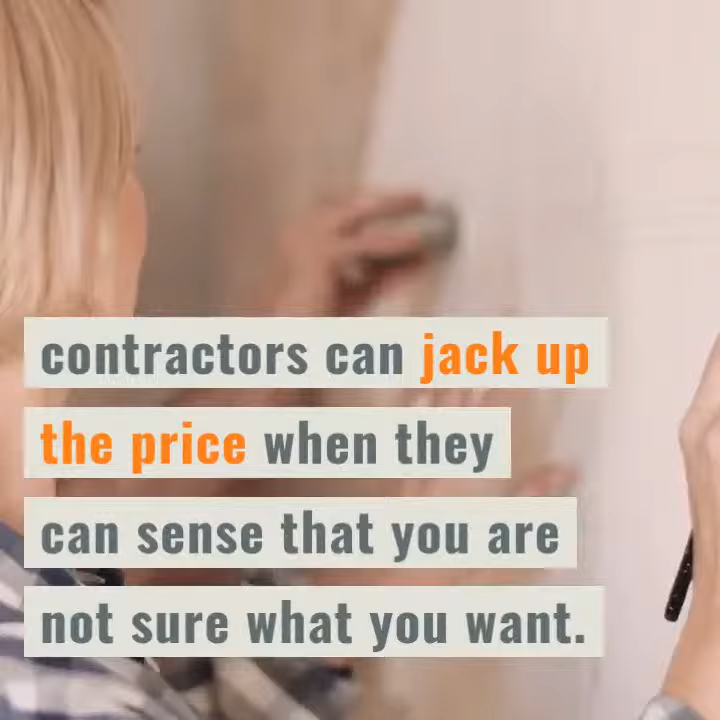 contractors can jack up
the price when they
can sense that you are
not sure what you want.